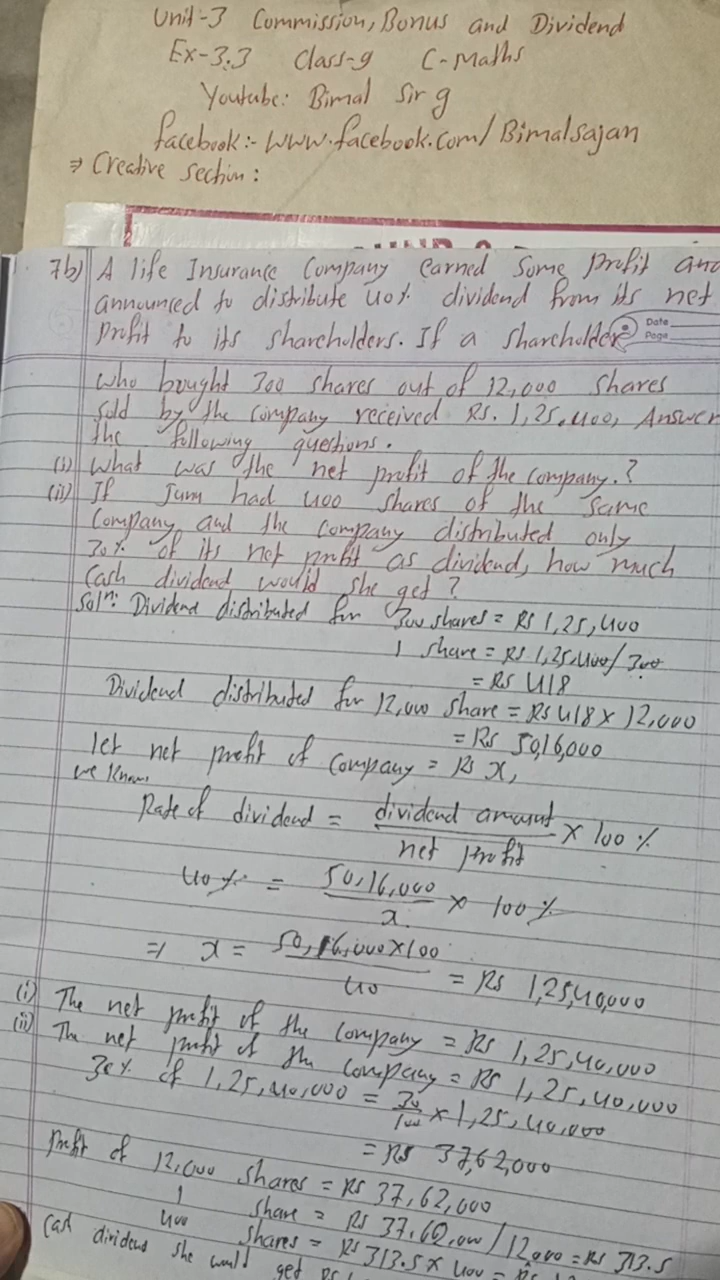 Unit-3 Commission, Bonus and Dividend
Ex-3.3 Class-9 C-Maths
Youtube: Bimal Sir g
facebook:- www.facebook.com/Bimalsajan
⇒ Creative Section:
7b) A life Insurance Company earned Some profit and
announced to distribute 40% dividend from its net
profit to its shareholders. If a shareholder
Date
Page
who bought 300 shares out of 12,000 shares
sold by the company received Rs. 1,25,400, Answer
the following questions.
(i) What was the net profit of the company.?
(ii) If had 400 shares of the same
Company and the company distributed only
30% of its net profit as dividend, how much
Cash dividend would she get?
Solⁿ: Dividend distributed for 300 shares = Rs 1,25,400
1 share = Rs 1,25,400/300
= Rs 418
Dividend distributed for 12,000 share = Rs 418 × 12,000
= Rs 50,16,000
let net profit of Company = Rs x,
we know,
Rate of dividend = dividend amount / net profit × 100%
40% = 50,16,000 / x × 100%
⇒ x = 50,16,000×100 / 40 = Rs 1,25,40,000
(i) The net profit of the company = Rs 1,25,40,000
(ii) The net profit of the company = Rs 1,25,40,000
30% of 1,25,40,000 = 30/100 × 1,25,40,000
= Rs 37,62,000
profit of 12,000 shares = Rs 37,62,000
1 share = Rs 37,60,000/12,000 = Rs 313.5
400 shares = Rs 313.5 × 400 =
Cash dividend she would get Rs